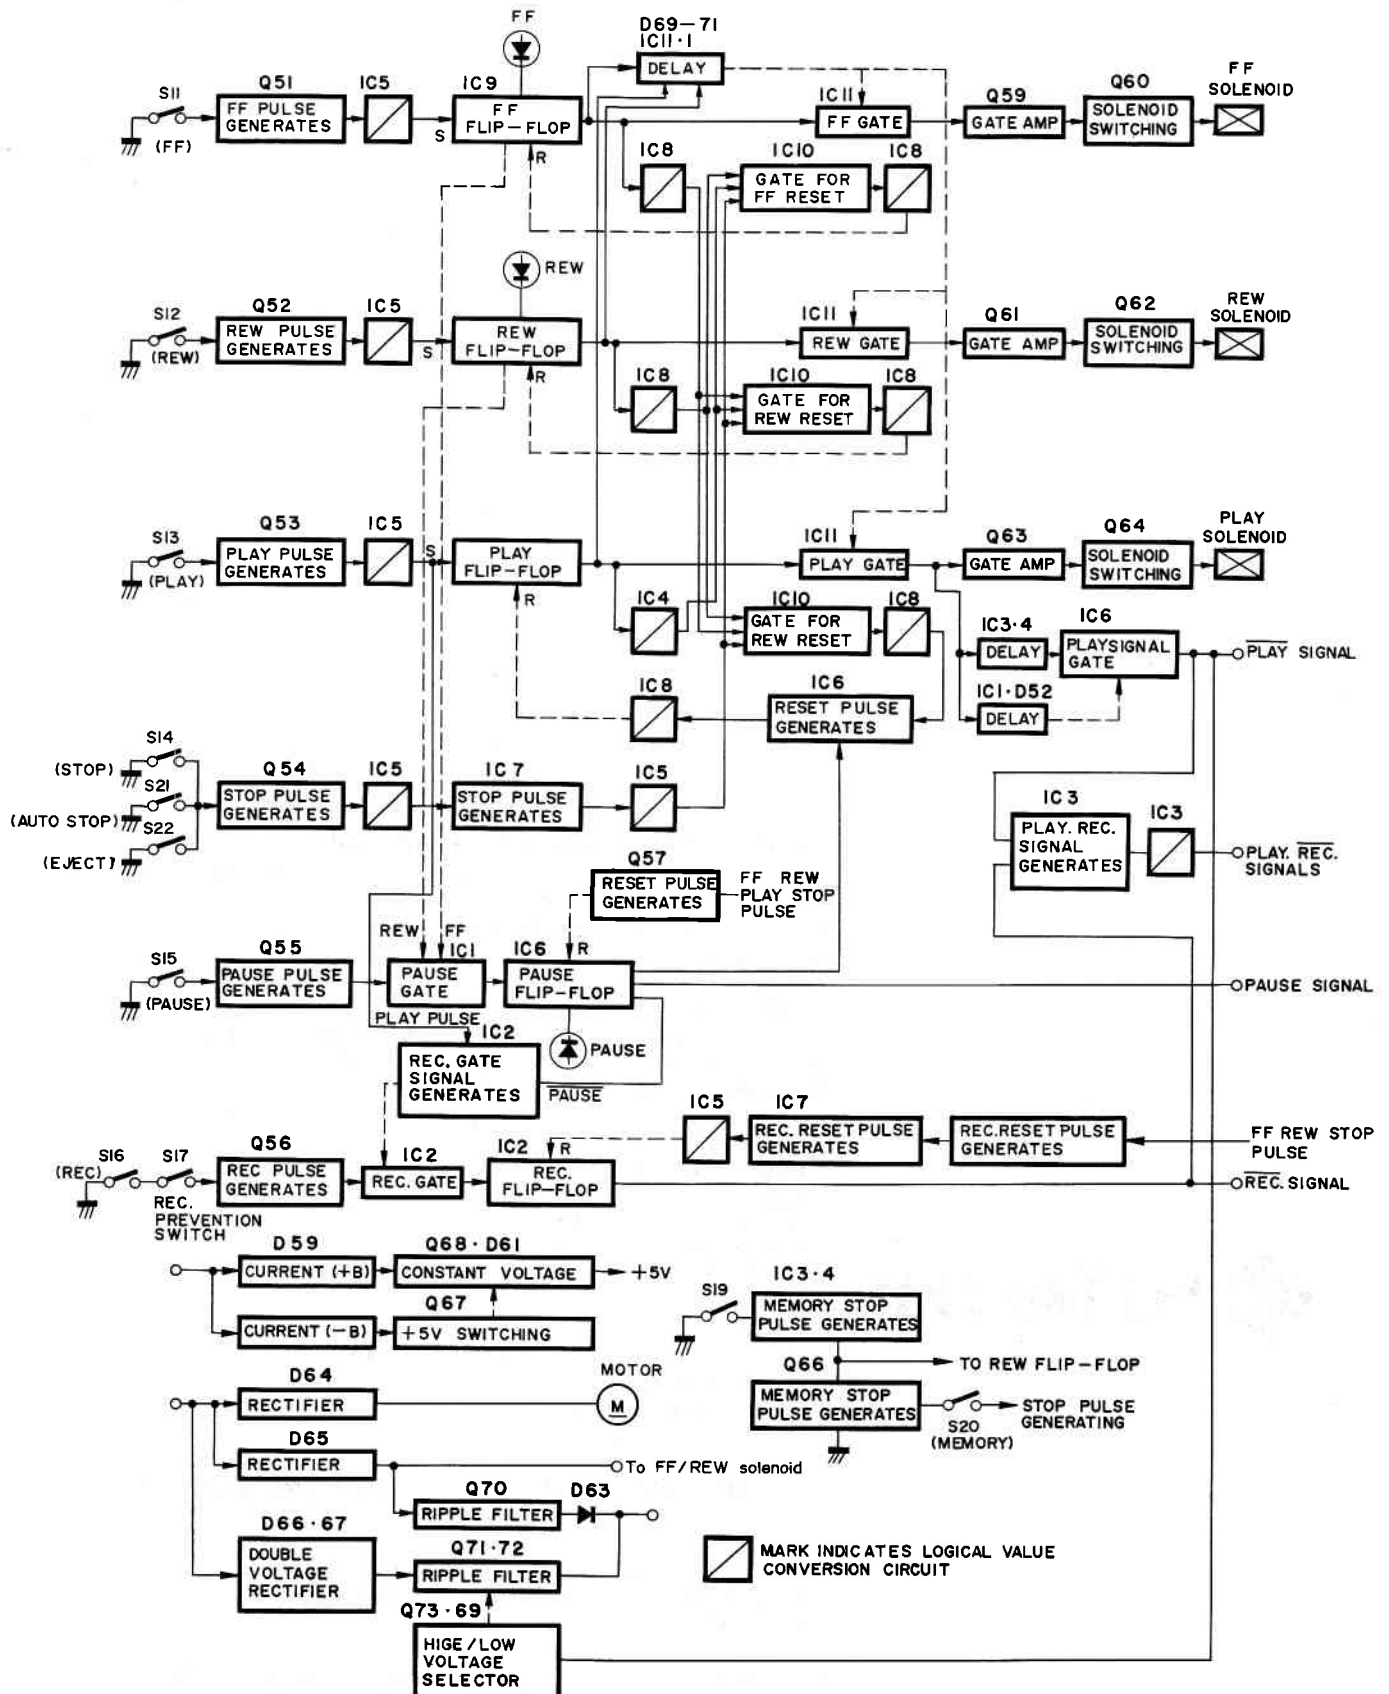 FF
D69-71
IC11·1
DELAY
FF
SOLENOID
S11
(FF)
Q51
FF PULSE
GENERATES
IC5
S
IC9
FF
FLIP-FLOP
R
IC11
FF GATE
Q59
GATE AMP
Q60
SOLENOID
SWITCHING
IC8
IC10
GATE FOR
FF RESET
IC8
REW
S12
(REW)
Q52
REW PULSE
GENERATES
IC5
S
REW
FLIP-FLOP
R
IC11
REW GATE
Q61
GATE AMP
Q62
SOLENOID
SWITCHING
REW
SOLENOID
IC8
IC10
GATE FOR
REW RESET
IC8
S13
(PLAY)
Q53
PLAY PULSE
GENERATES
IC5
S
PLAY
FLIP-FLOP
R
IC11
PLAY GATE
Q63
GATE AMP
Q64
SOLENOID
SWITCHING
PLAY
SOLENOID
IC4
IC10
GATE FOR
REW RESET
IC8
IC3·4
DELAY
IC6
PLAYSIGNAL
GATE
PLAY SIGNAL
IC1·D52
DELAY
IC8
IC6
RESET PULSE
GENERATES
S14
(STOP)
S21
(AUTO STOP)
S22
(EJECT)
Q54
STOP PULSE
GENERATES
IC5
IC7
STOP PULSE
GENERATES
IC5
IC3
PLAY. REC.
SIGNAL
GENERATES
IC3
PLAY. REC.
SIGNALS
Q57
RESET PULSE
GENERATES
FF REW
PLAY STOP
PULSE
REW
FF
S15
(PAUSE)
Q55
PAUSE PULSE
GENERATES
IC1
PAUSE
GATE
IC6
R
PAUSE
FLIP-FLOP
PAUSE SIGNAL
PLAY PULSE
IC2
REC. GATE
SIGNAL
GENERATES
PAUSE
PAUSE
IC5
IC7
REC. RESET PULSE
GENERATES
REC. RESET PULSE
GENERATES
FF REW STOP
PULSE
(REC)
S16
S17
REC.
PREVENTION
SWITCH
Q56
REC PULSE
GENERATES
IC2
REC. GATE
IC2
R
REC.
FLIP-FLOP
REC. SIGNAL
D59
CURRENT (+B)
Q68·D61
CONSTANT VOLTAGE
+5V
CURRENT (-B)
Q67
+5V SWITCHING
S19
IC3·4
MEMORY STOP
PULSE GENERATES
TO REW FLIP-FLOP
Q66
MEMORY STOP
PULSE GENERATES
S20
(MEMORY)
STOP PULSE
GENERATING
D64
RECTIFIER
MOTOR
M
D65
RECTIFIER
To FF/REW solenoid
Q70
RIPPLE FILTER
D63
D66·67
DOUBLE
VOLTAGE
RECTIFIER
Q71·72
RIPPLE FILTER
Q73·69
HIGE/LOW
VOLTAGE
SELECTOR
MARK INDICATES LOGICAL VALUE
CONVERSION CIRCUIT